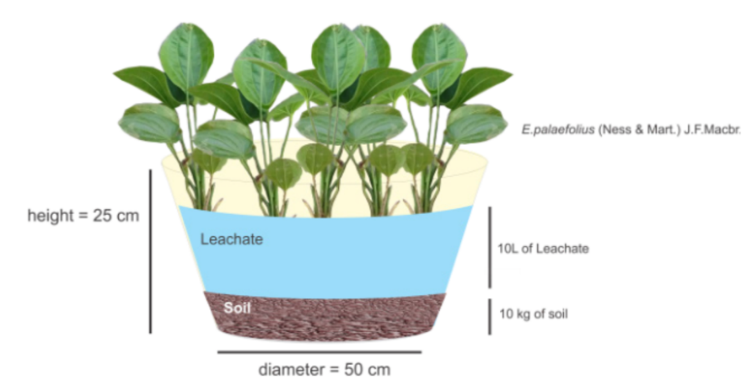 E.palaefolius (Ness & Mart.) J.F.Macbr.
height = 25 cm
Leachate
10L of Leachate
Soil
10 kg of soil
diameter = 50 cm